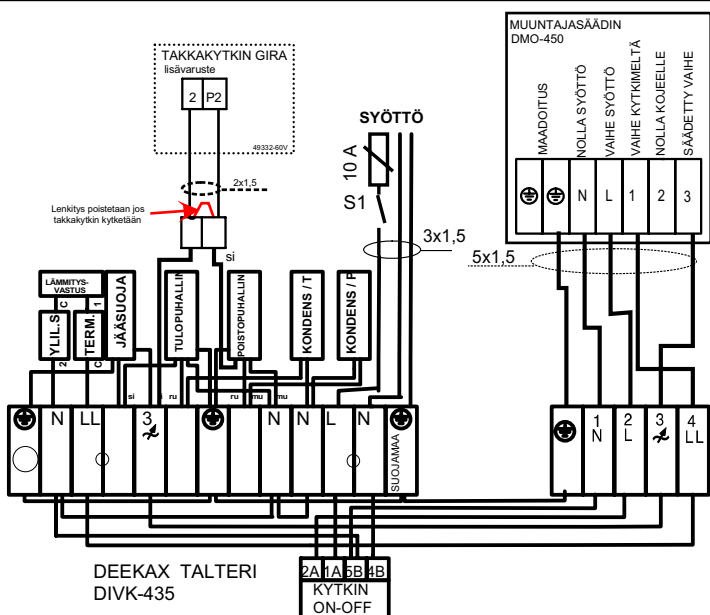 TAKKAKYTKIN GIRA
lisävaruste
2 P2
49332-60V
2x1,5
Lenkitys poistetaan jos
takkakytkin kytketään
si
SYÖTTÖ
10 A
S1
3x1,5
MUUNTAJASÄÄDIN
DMO-450
MAADOITUS
NOLLA SYÖTTÖ
VAIHE SYÖTTÖ
VAIHE KYTKIMELTÄ
NOLLA KOJEELLE
SÄÄDETTY VAIHE
N L 1 2 3
5x1,5
LÄMMITYS-
VASTUS
C 1
YLIL.S
TERM.
2 C
JÄÄSUOJA
TULOPUHALLIN
POISTOPUHALLIN
KONDENS / T
KONDENS / P
si ru ru mu mu
N LL 3 N N L N
SUOJAMAA
1 2 3 4
N L LL
2A 1A 5B 4B
KYTKIN
ON-OFF
DEEKAX TALTERI
DIVK-435